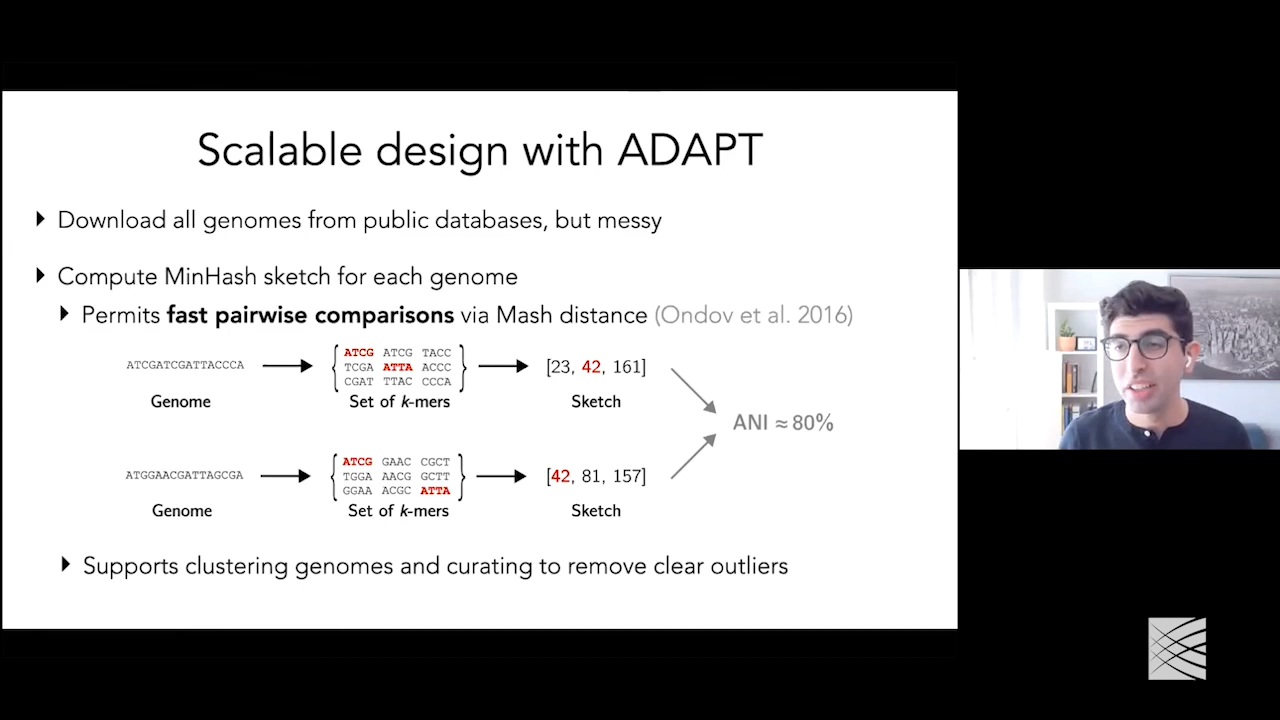 Scalable design with ADAPT
Download all genomes from public databases, but messy
Compute MinHash sketch for each genome
Permits fast pairwise comparisons via Mash distance (Ondov et al. 2016)
ATCGATCGATTACCCA
Genome
ATCG ATCG TACC
TCGA ATTA ACCC
CGAT TTAC CCCA
Set of k-mers
[23, 42, 161]
Sketch
ANI ≈ 80%
ATGGAACGATTAGCGA
Genome
ATCG GAAC CGCT
TGGA AACG GCTT
GGAA ACGC ATTA
Set of k-mers
[42, 81, 157]
Sketch
Supports clustering genomes and curating to remove clear outliers